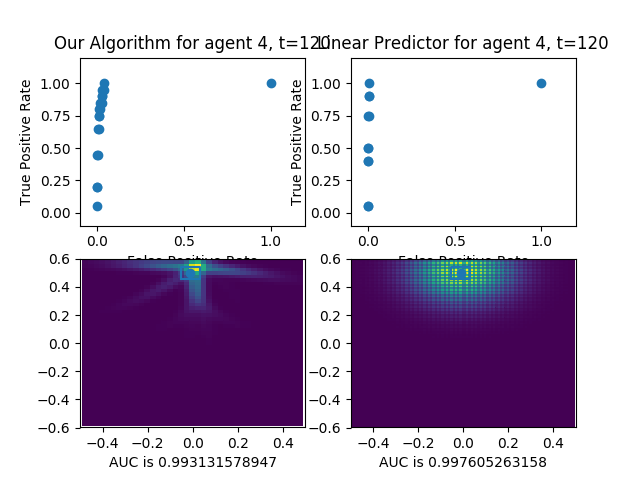 Our Algorithm for agent 4, t=120
Linear Predictor for agent 4, t=120
True Positive Rate
1.00
0.75
0.50
0.25
0.00
0.0 0.5 1.0
False Positive Rate
True Positive Rate
1.00
0.75
0.50
0.25
0.00
0.0 0.5 1.0
False Positive Rate
0.6
0.4
0.2
0.0
−0.2
−0.4
−0.6
−0.4 −0.2 0.0 0.2 0.4
AUC is 0.993131578947
0.6
0.4
0.2
0.0
−0.2
−0.4
−0.6
−0.4 −0.2 0.0 0.2 0.4
AUC is 0.997605263158